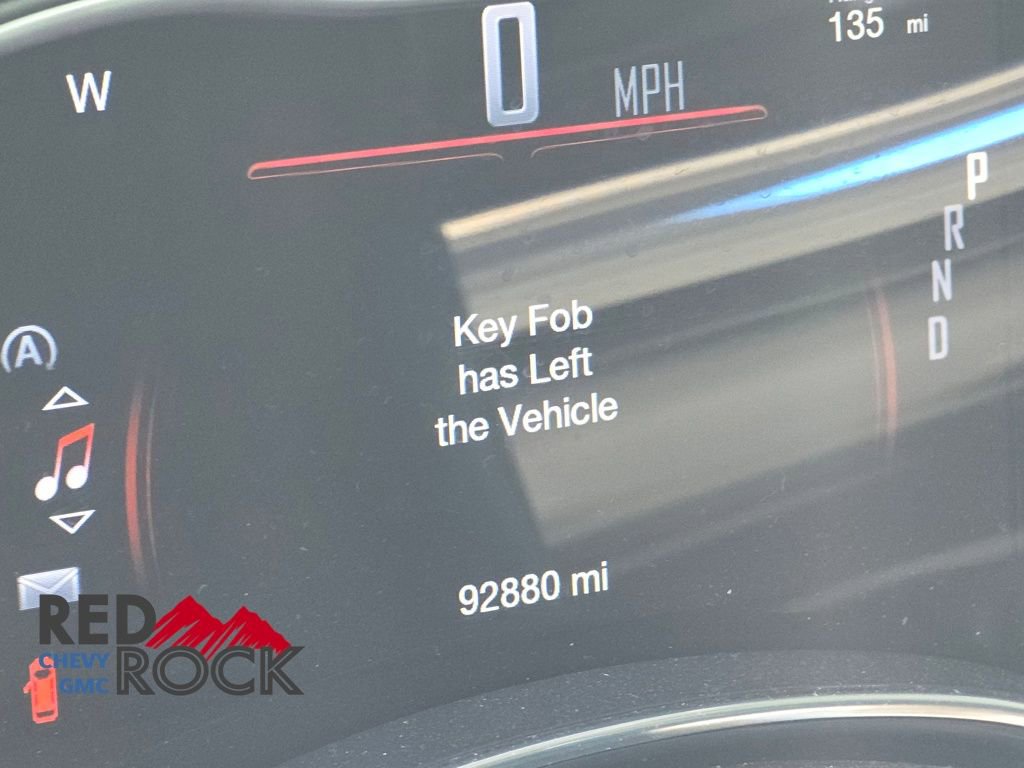 135 mi
W
0
MPH
P
R
N
D
A
Key Fob
has Left
the Vehicle
92880 mi
RED
CHEVY
GMC
ROCK